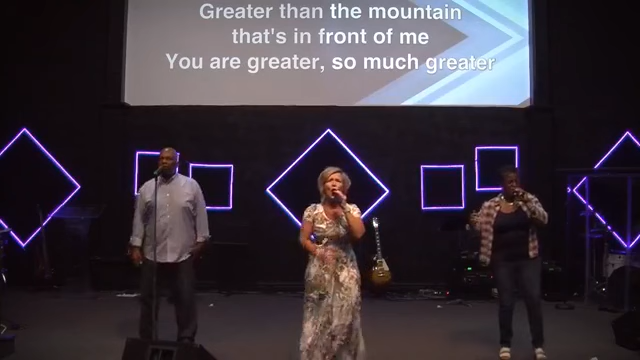 Greater than the mountain
that's in front of me
You are greater, so much greater